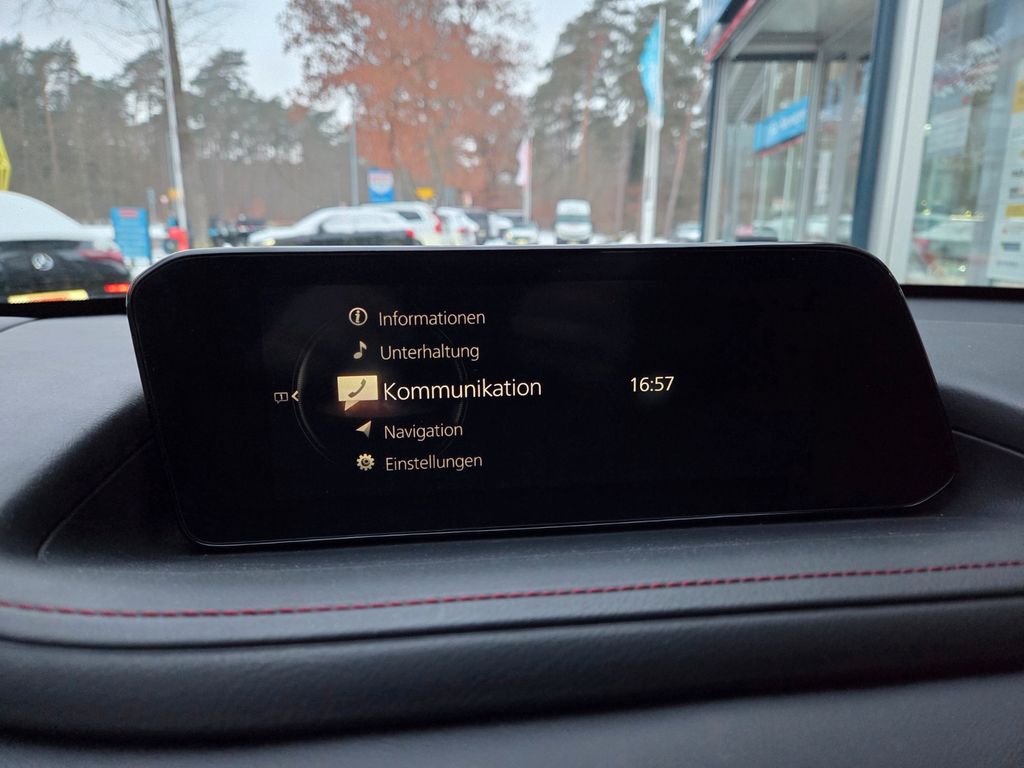 Informationen
Unterhaltung
Kommunikation
16:57
Navigation
Einstellungen